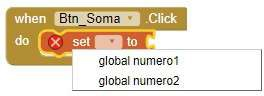 when Btn_Soma .Click
do set to
global numero1
global numero2